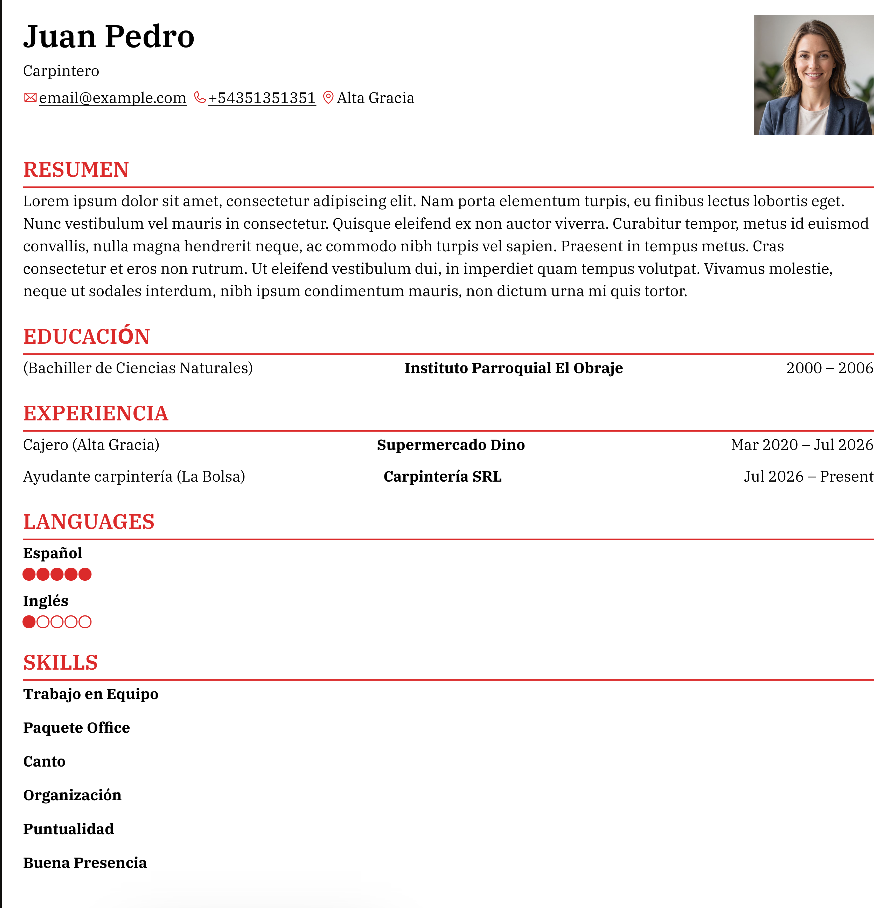 Juan Pedro
Carpintero
email@example.com +54351351351 Alta Gracia
RESUMEN
Lorem ipsum dolor sit amet, consectetur adipiscing elit. Nam porta elementum turpis, eu finibus lectus lobortis eget.
Nunc vestibulum vel mauris in consectetur. Quisque eleifend ex non auctor viverra. Curabitur tempor, metus id euismod
convallis, nulla magna hendrerit neque, ac commodo nibh turpis vel sapien. Praesent in tempus metus. Cras
consectetur et eros non rutrum. Ut eleifend vestibulum dui, in imperdiet quam tempus volutpat. Vivamus molestie,
neque ut sodales interdum, nibh ipsum condimentum mauris, non dictum urna mi quis tortor.
EDUCACIÓN
(Bachiller de Ciencias Naturales) Instituto Parroquial El Obraje 2000 – 2006
EXPERIENCIA
Cajero (Alta Gracia) Supermercado Dino Mar 2020 – Jul 2026
Ayudante carpintería (La Bolsa) Carpintería SRL Jul 2026 – Present
LANGUAGES
Español
Inglés
SKILLS
Trabajo en Equipo
Paquete Office
Canto
Organización
Puntualidad
Buena Presencia